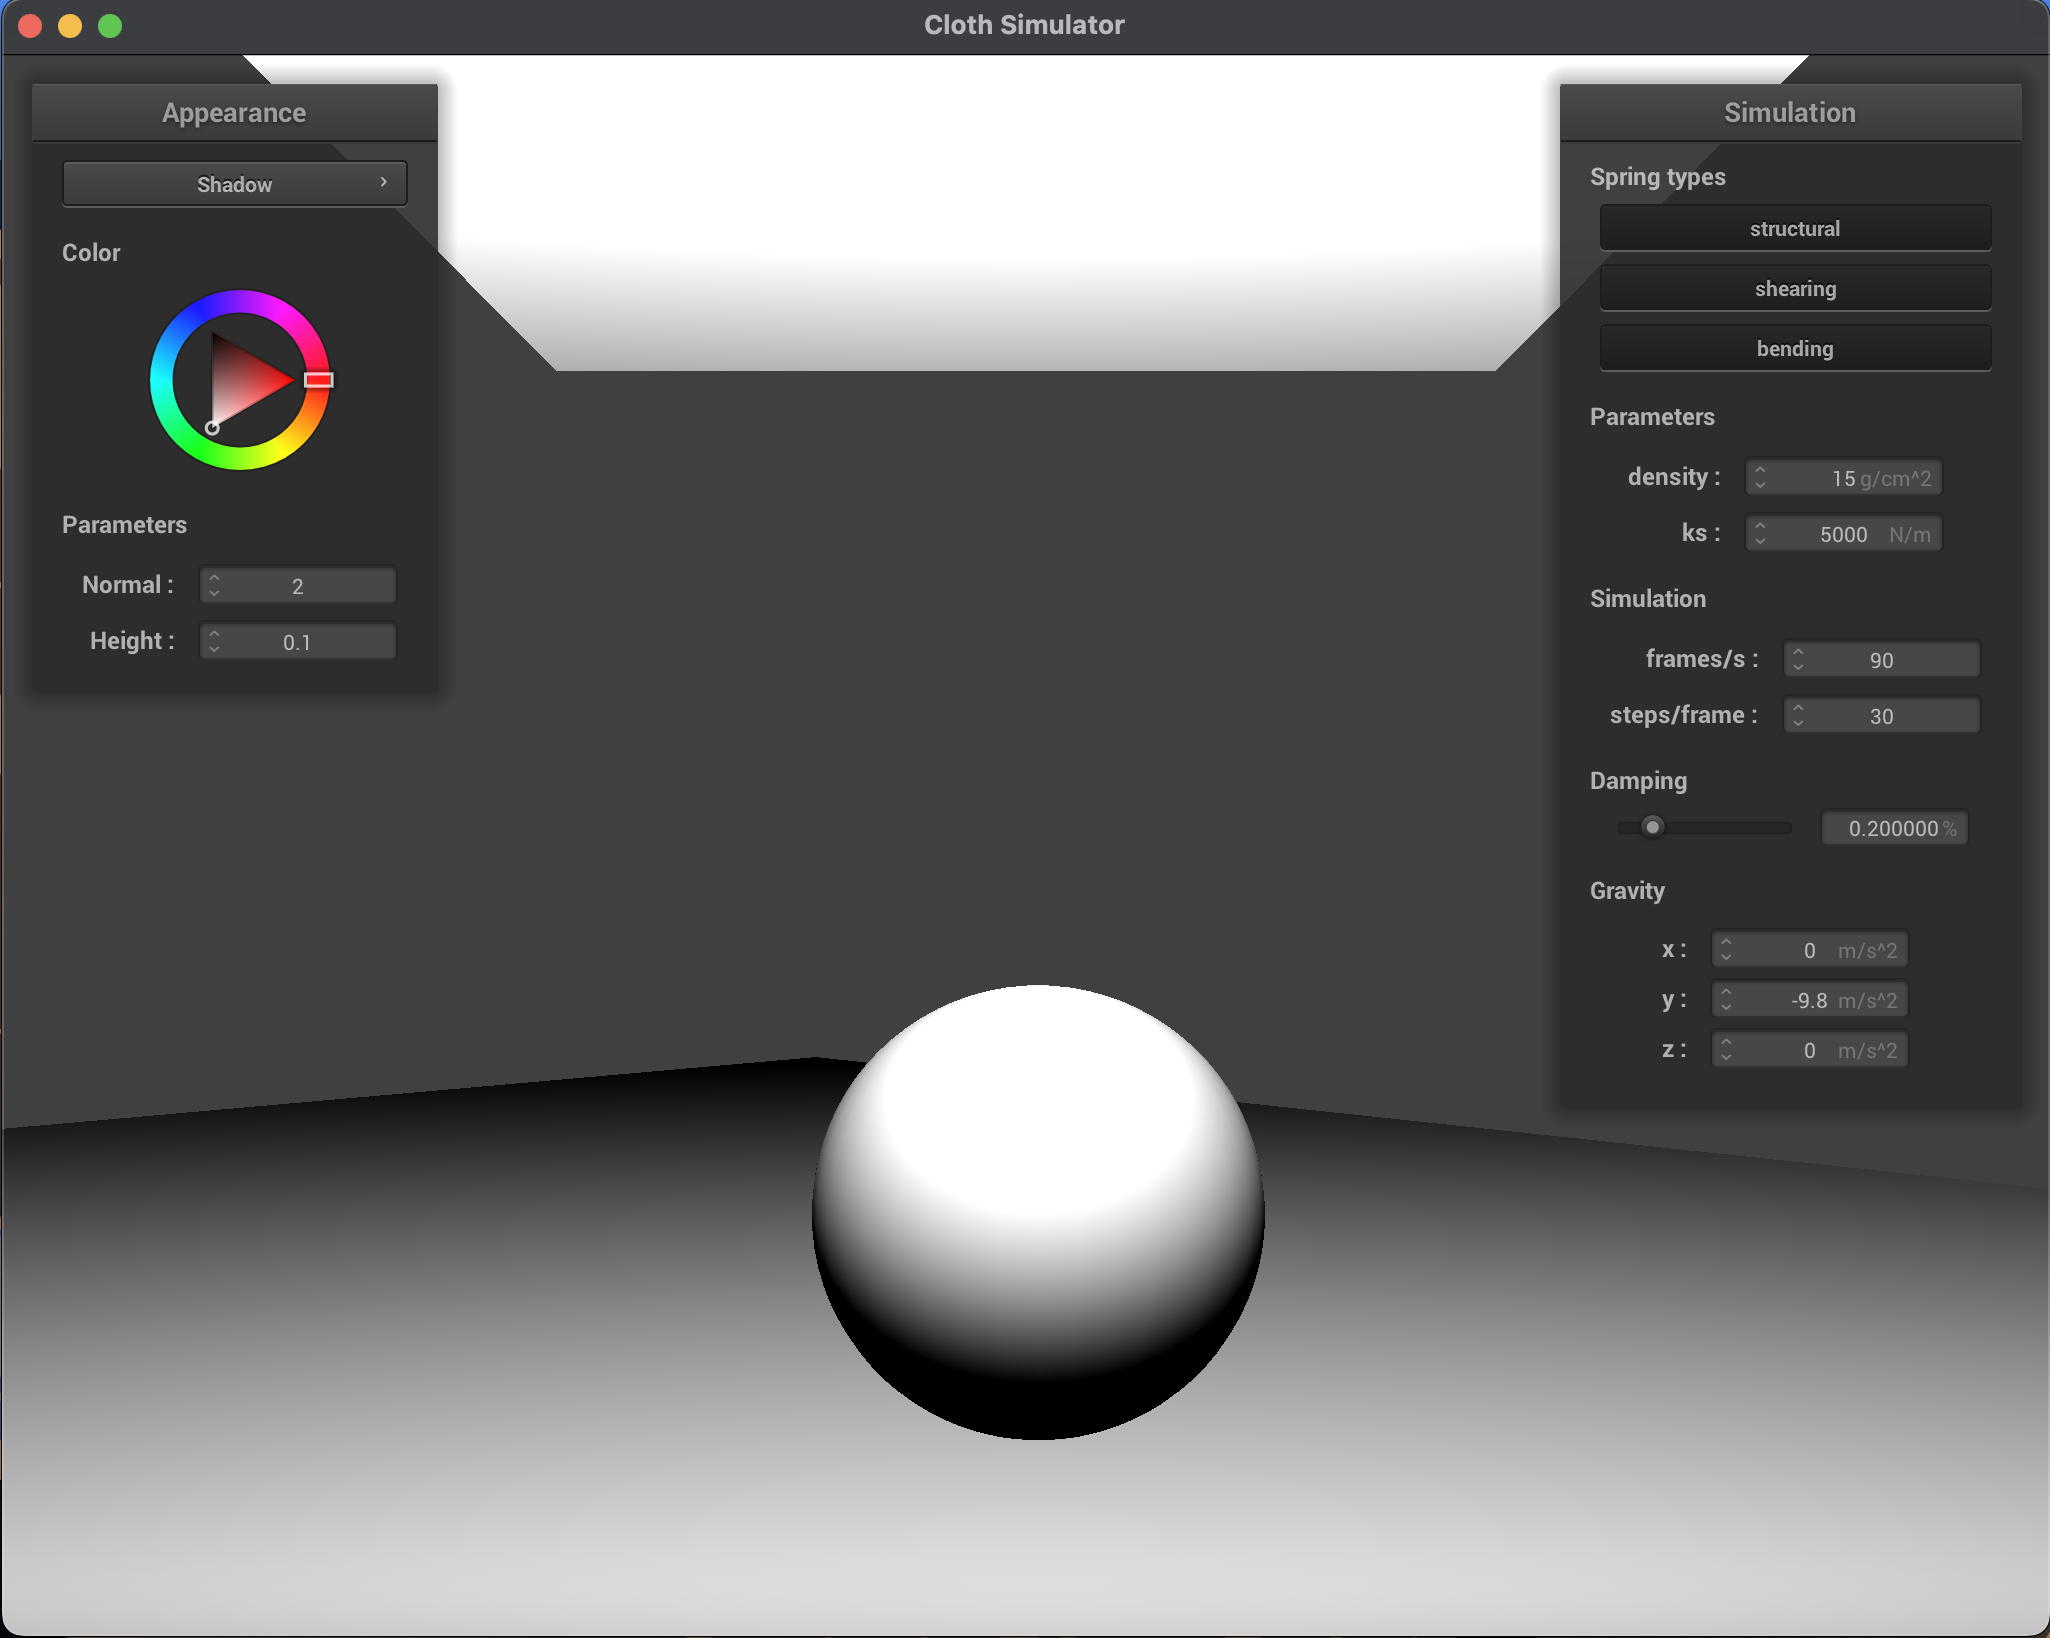 Cloth Simulator
Appearance
Shadow
Color
Parameters
Normal : 2
Height : 0.1
Simulation
Spring types
structural
shearing
bending
Parameters
density : 15 g/cm^2
ks : 5000 N/m
Simulation
frames/s : 90
steps/frame : 30
Damping
0.200000 %
Gravity
x : 0 m/s^2
y : -9.8 m/s^2
z : 0 m/s^2